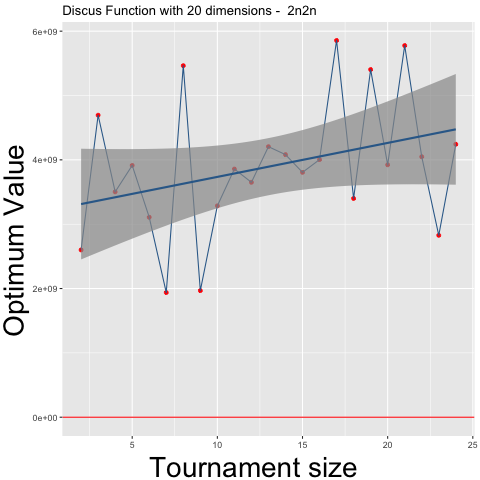 Discus Function with 20 dimensions - 2n2n
6e+09
4e+09
2e+09
0e+00
Optimum Value
5 10 15 20 25
Tournament size